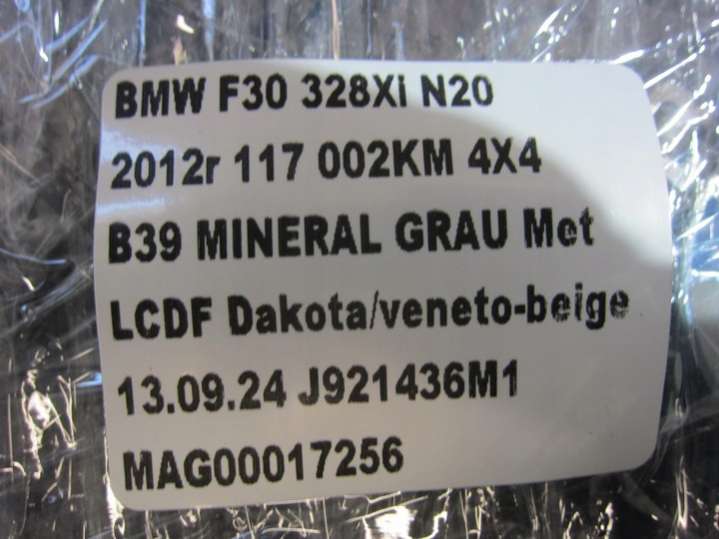 BMW F30 328Xi N20
2012r 117 002KM 4X4
B39 MINERAL GRAU Met
LCDF Dakota/veneto-beige
13.09.24 J921436M1
MAG00017256